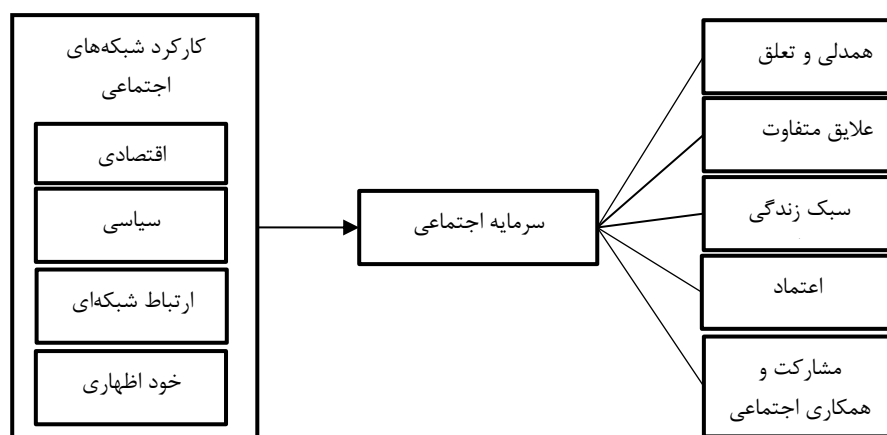 کارکرد شبکه‌های
اجتماعی
اقتصادی
سیاسی
ارتباط شبکه‌ای
خود اظهاری
سرمایه اجتماعی
همدلی و تعلق
علایق متفاوت
سبک زندگی
اعتماد
مشارکت و
همکاری اجتماعی